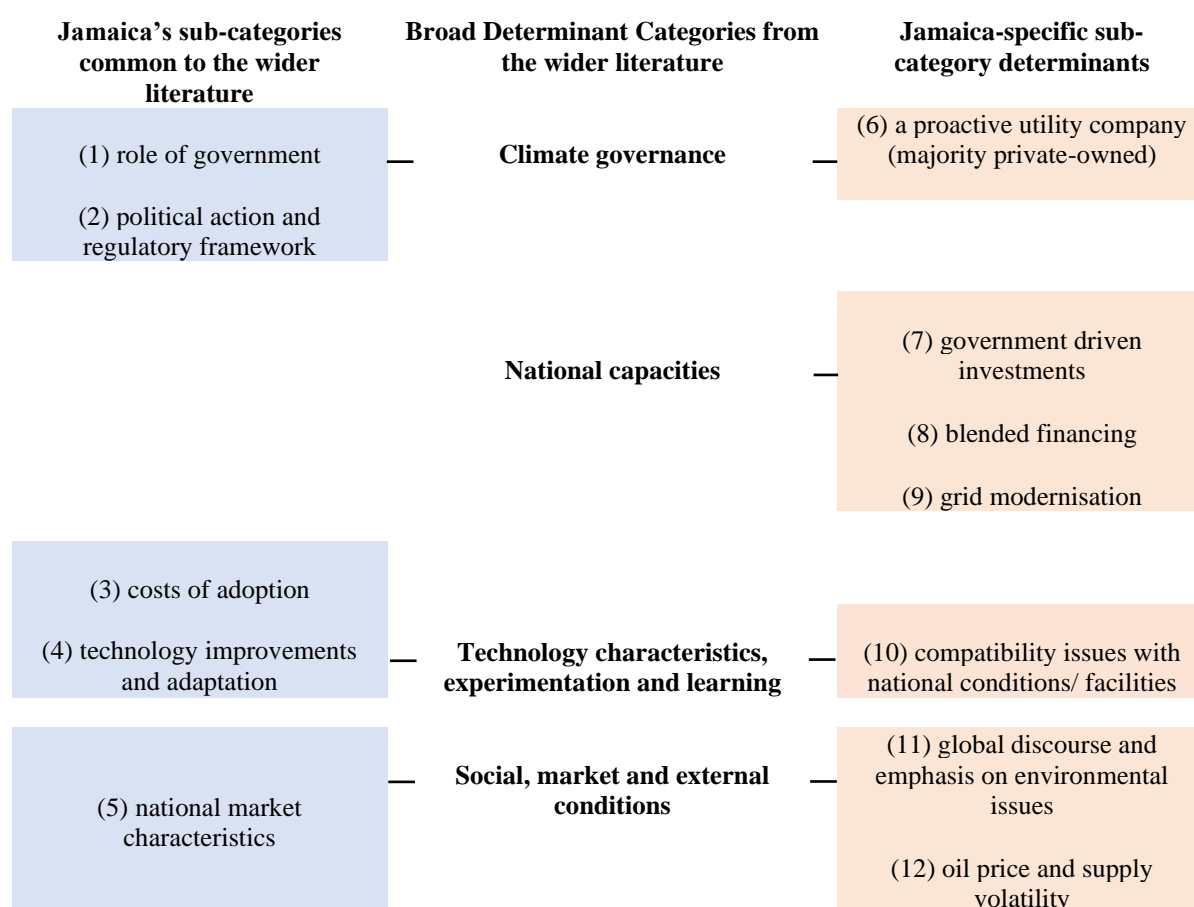 Jamaica’s sub-categories
common to the wider
literature
Broad Determinant Categories from
the wider literature
Jamaica-specific sub-
category determinants
(1) role of government
(2) political action and
regulatory framework
Climate governance
(6) a proactive utility company
(majority private-owned)
National capacities
(7) government driven
investments
(8) blended financing
(9) grid modernisation
(3) costs of adoption
(4) technology improvements
and adaptation
Technology characteristics,
experimentation and learning
(10) compatibility issues with
national conditions/ facilities
(5) national market
characteristics
Social, market and external
conditions
(11) global discourse and
emphasis on environmental
issues
(12) oil price and supply
volatility